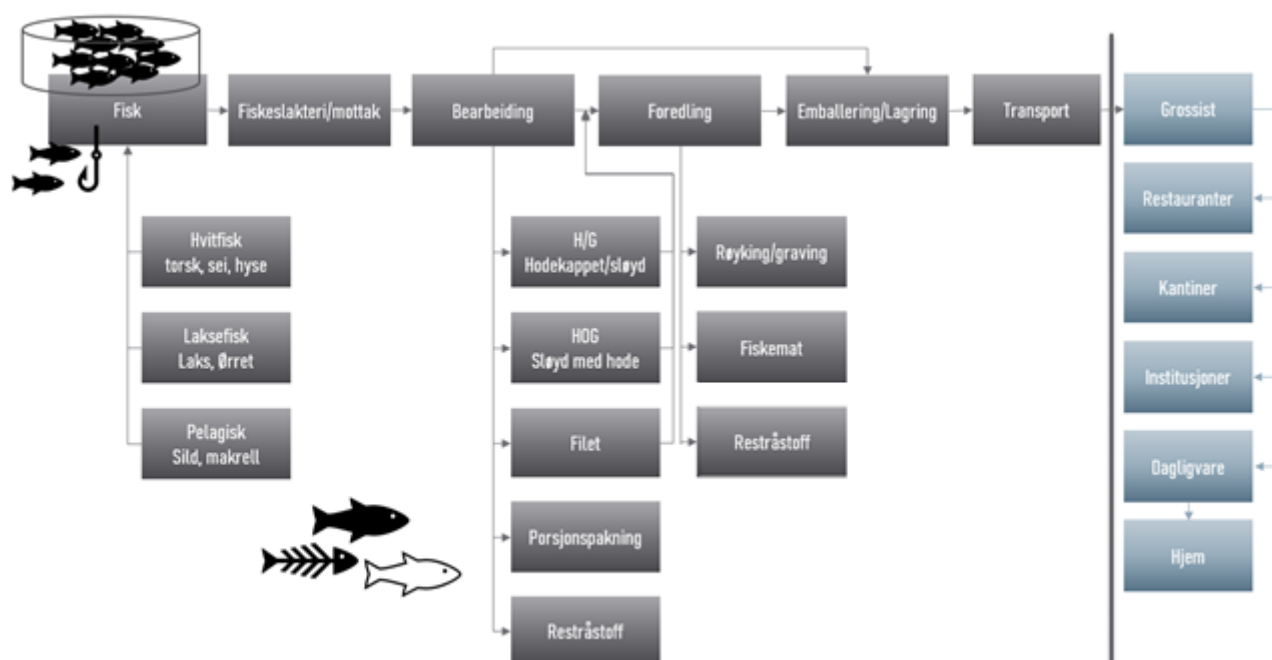 Fisk
Fiskeslakteri/mottak
Bearbeiding
Foredling
Emballering/Lagring
Transport
Grossist
Restauranter
Kantiner
Institusjoner
Dagligvare
Hjem
Hvitfisk
torsk, sei, hyse
Laksefisk
Laks, Ørret
Pelagisk
Sild, makrell
H/G
Hodekappet/sløyd
HOG
Sløyd med hode
Filet
Porsjonspakning
Restråstoff
Røyking/graving
Fiskemat
Restråstoff